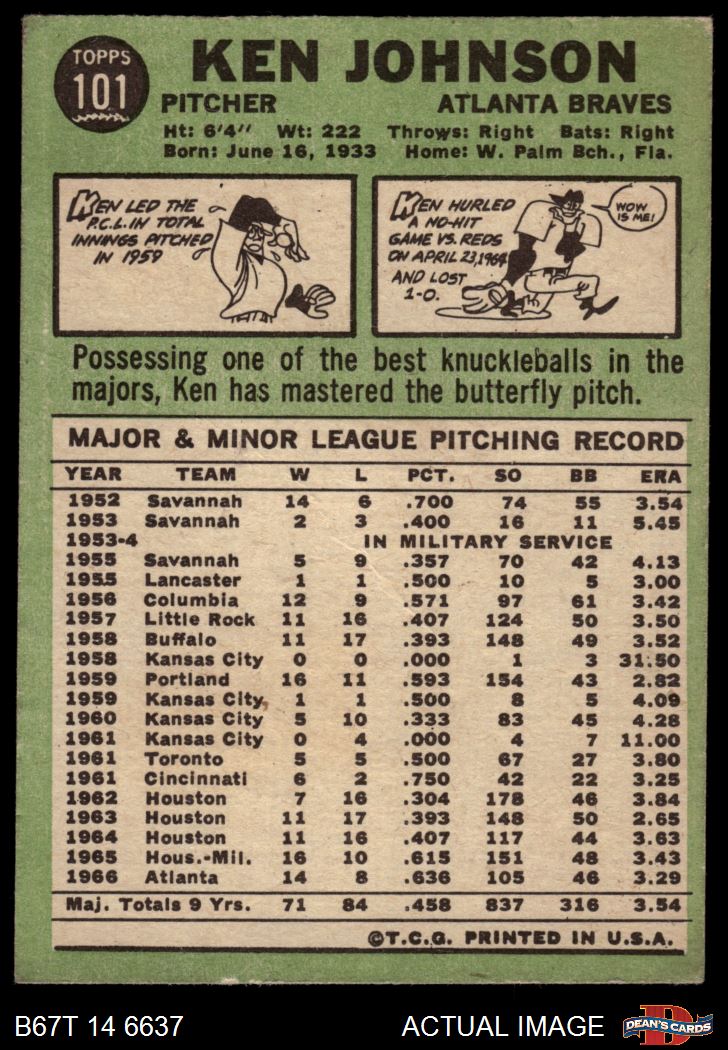 TOPPS
101
KEN JOHNSON
PITCHER ATLANTA BRAVES
Ht: 6'4" Wt: 222 Throws: Right Bats: Right
Born: June 16, 1933 Home: W. Palm Bch., Fla.
KEN LED THE
P.C.L. IN TOTAL
INNINGS PITCHED
IN 1959
KEN HURLED
A NO-HIT
GAME VS. REDS
ON APRIL 23, 1964
AND LOST
1-0.
WOW
IS ME!
Possessing one of the best knuckleballs in the
majors, Ken has mastered the butterfly pitch.
MAJOR & MINOR LEAGUE PITCHING RECORD
YEAR TEAM W L PCT. SO BB ERA
1952 Savannah 14 6 .700 74 55 3.54
1953 Savannah 2 3 .400 16 11 5.45
1953-4 IN MILITARY SERVICE
1955 Savannah 5 9 .357 70 42 4.13
1955 Lancaster 1 1 .500 10 5 3.00
1956 Columbia 12 9 .571 97 61 3.42
1957 Little Rock 11 16 .407 124 50 3.50
1958 Buffalo 11 17 .393 148 49 3.52
1958 Kansas City 0 0 .000 1 3 31.50
1959 Portland 16 11 .593 154 43 2.82
1959 Kansas City 1 1 .500 8 5 4.09
1960 Kansas City 5 10 .333 83 45 4.28
1961 Kansas City 0 4 .000 4 7 11.00
1961 Toronto 5 5 .500 67 27 3.80
1961 Cincinnati 6 2 .750 42 22 3.25
1962 Houston 7 16 .304 178 46 3.84
1963 Houston 11 17 .393 148 50 2.65
1964 Houston 11 16 .407 117 44 3.63
1965 Hous.-Mil. 16 10 .615 151 48 3.43
1966 Atlanta 14 8 .636 105 46 3.29
Maj. Totals 9 Yrs. 71 84 .458 837 316 3.54
©T.C.G. PRINTED IN U.S.A.
B67T 14 6637 ACTUAL IMAGE
D
DEAN'S CARDS